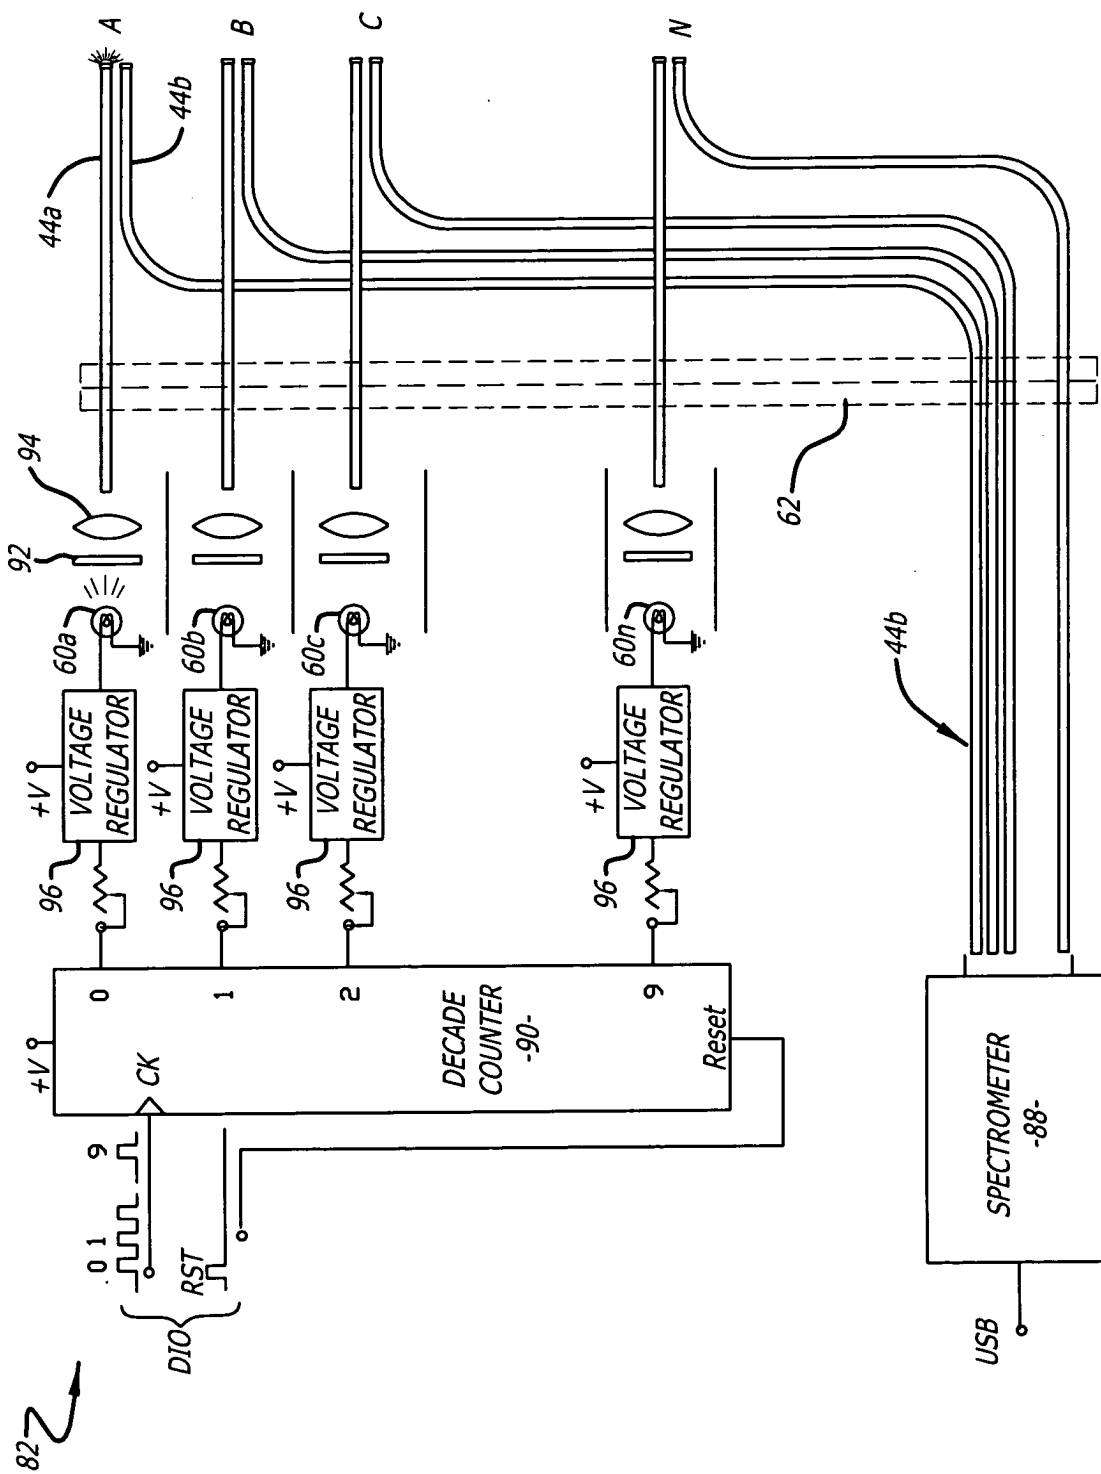 82
DIO
0 1 9
RST
+V
CK
0
1
2
9
DECADE
COUNTER
-90-
Reset
96
96
96
96
+V
VOLTAGE
REGULATOR
+V
VOLTAGE
REGULATOR
+V
VOLTAGE
REGULATOR
+V
VOLTAGE
REGULATOR
60a
60b
60c
60n
92
94
62
44a
44b
A
B
C
N
44b
USB
SPECTROMETER
-88-